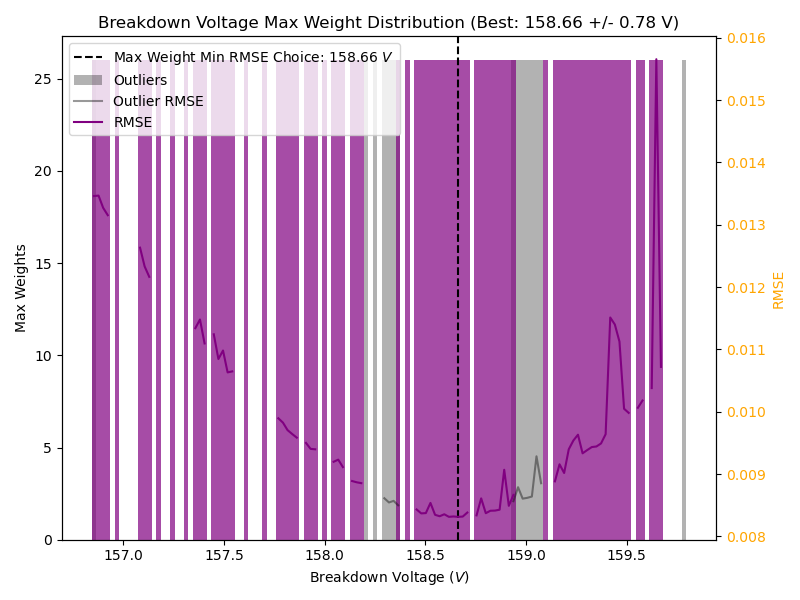 Breakdown Voltage Max Weight Distribution (Best: 158.66 +/- 0.78 V)
Max Weight Min RMSE Choice: 158.66 V
Outliers
Outlier RMSE
RMSE
Max Weights
25
20
15
10
5
0
0.016
0.015
0.014
0.013
0.012
0.011
0.010
0.009
0.008
RMSE
157.0 157.5 158.0 158.5 159.0 159.5
Breakdown Voltage (V)